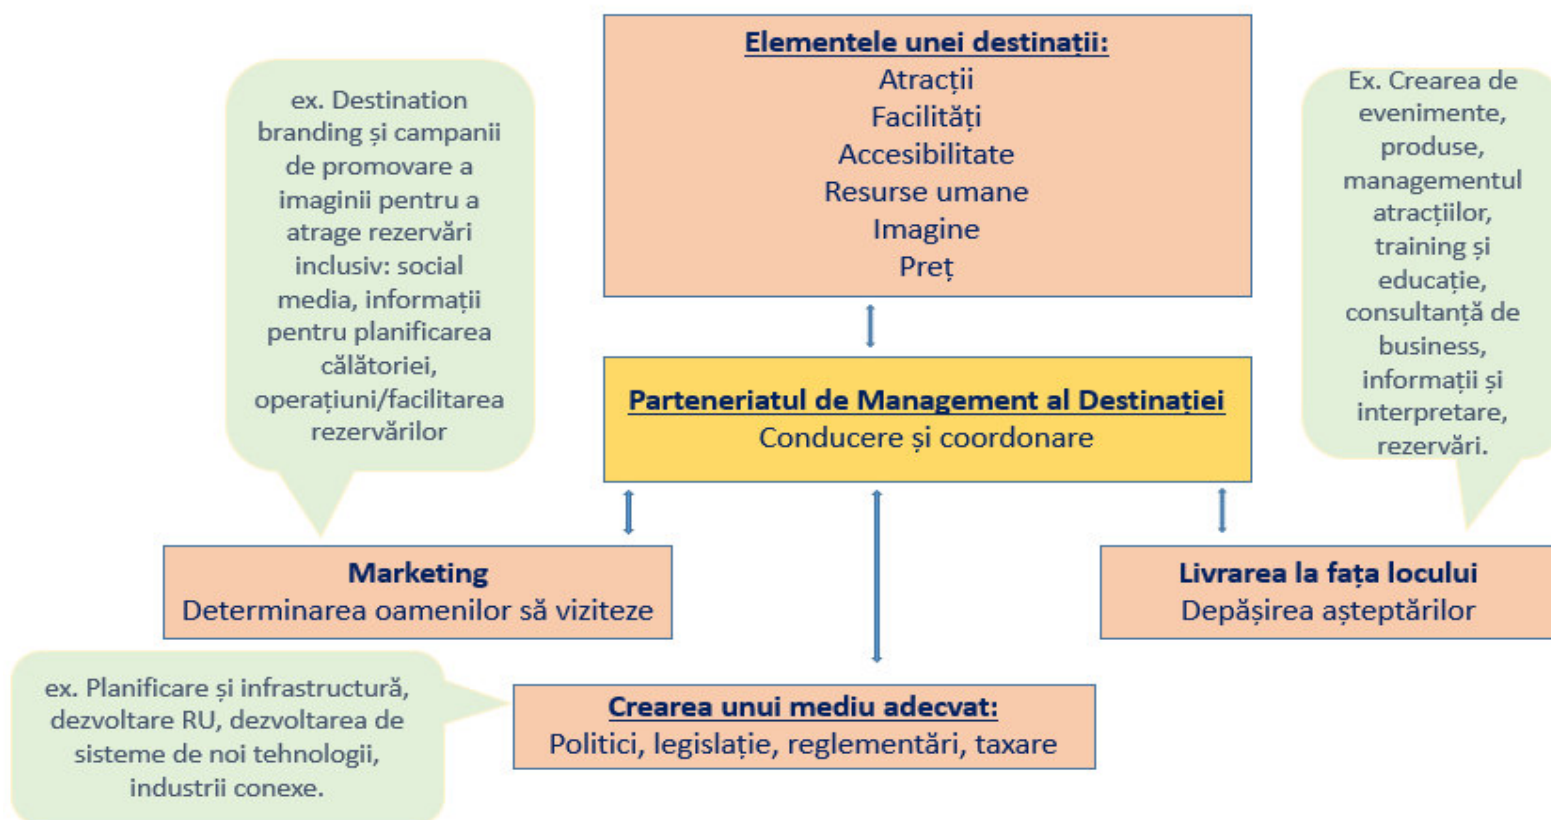 Elementele unei destinații:
Atracții
Facilități
Accesibilitate
Resurse umane
Imagine
Preț
ex. Destination
branding și campanii
de promovare a
imaginii pentru a
atrage rezervări
inclusiv: social
media, informații
pentru planificarea
călătoriei,
operațiuni/facilitarea
rezervărilor
Ex. Crearea de
evenimente,
produse,
managementul
atracțiilor,
training și
educație,
consultanță de
business,
informații și
interpretare,
rezervări.
Parteneriatul de Management al Destinației
Conducere și coordonare
Marketing
Determinarea oamenilor să viziteze
Livrarea la fața locului
Depășirea așteptărilor
ex. Planificare și infrastructură,
dezvoltare RU, dezvoltarea de
sisteme de noi tehnologii,
industrii conexe.
Crearea unui mediu adecvat:
Politici, legislație, reglementări, taxare